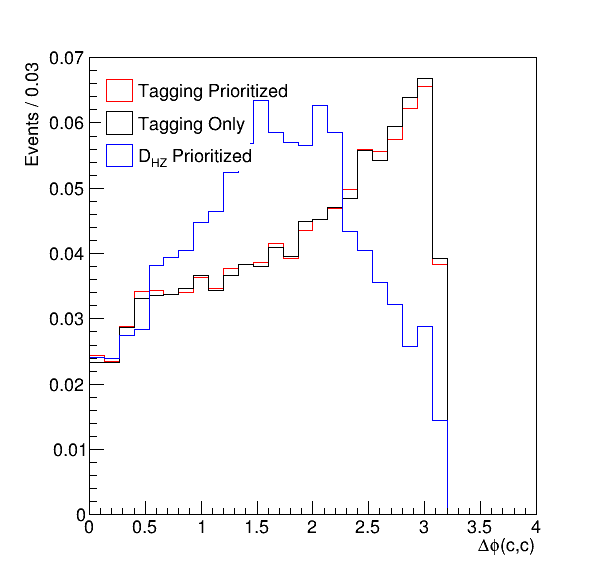 Events / 0.03
0.07
0.06
0.05
0.04
0.03
0.02
0.01
0
Tagging Prioritized
Tagging Only
D_HZ Prioritized
0 0.5 1 1.5 2 2.5 3 3.5 4
Δϕ(c,c)